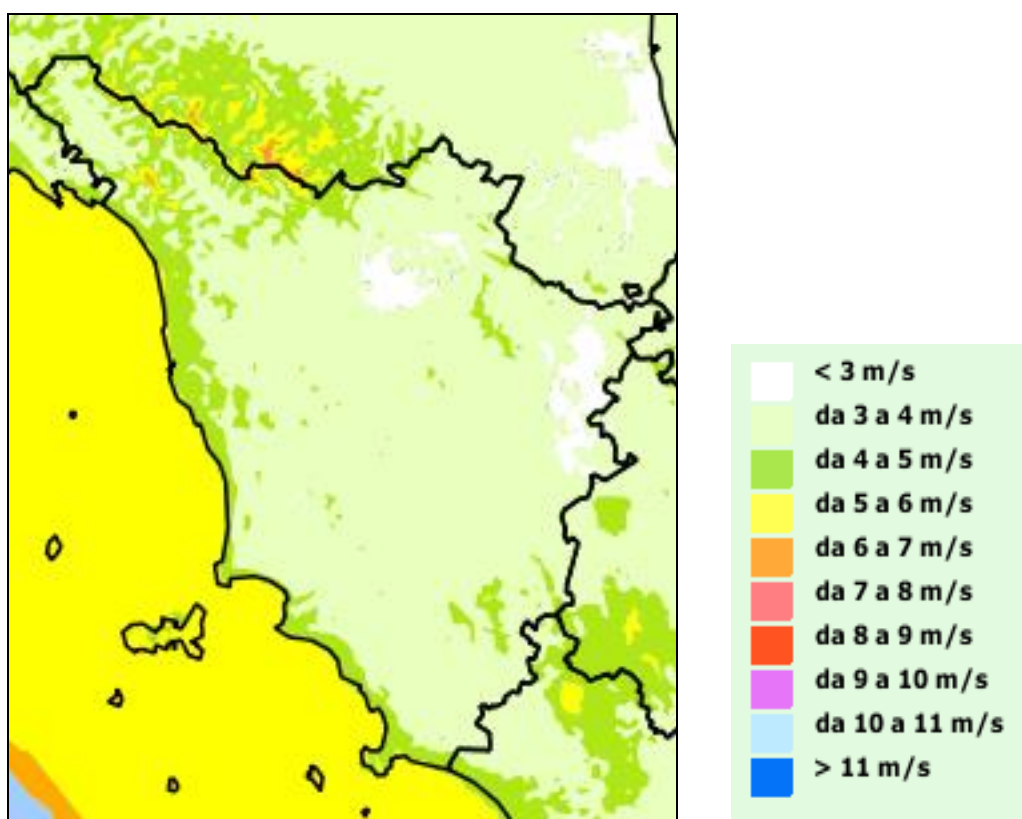 < 3 m/s
da 3 a 4 m/s
da 4 a 5 m/s
da 5 a 6 m/s
da 6 a 7 m/s
da 7 a 8 m/s
da 8 a 9 m/s
da 9 a 10 m/s
da 10 a 11 m/s
> 11 m/s